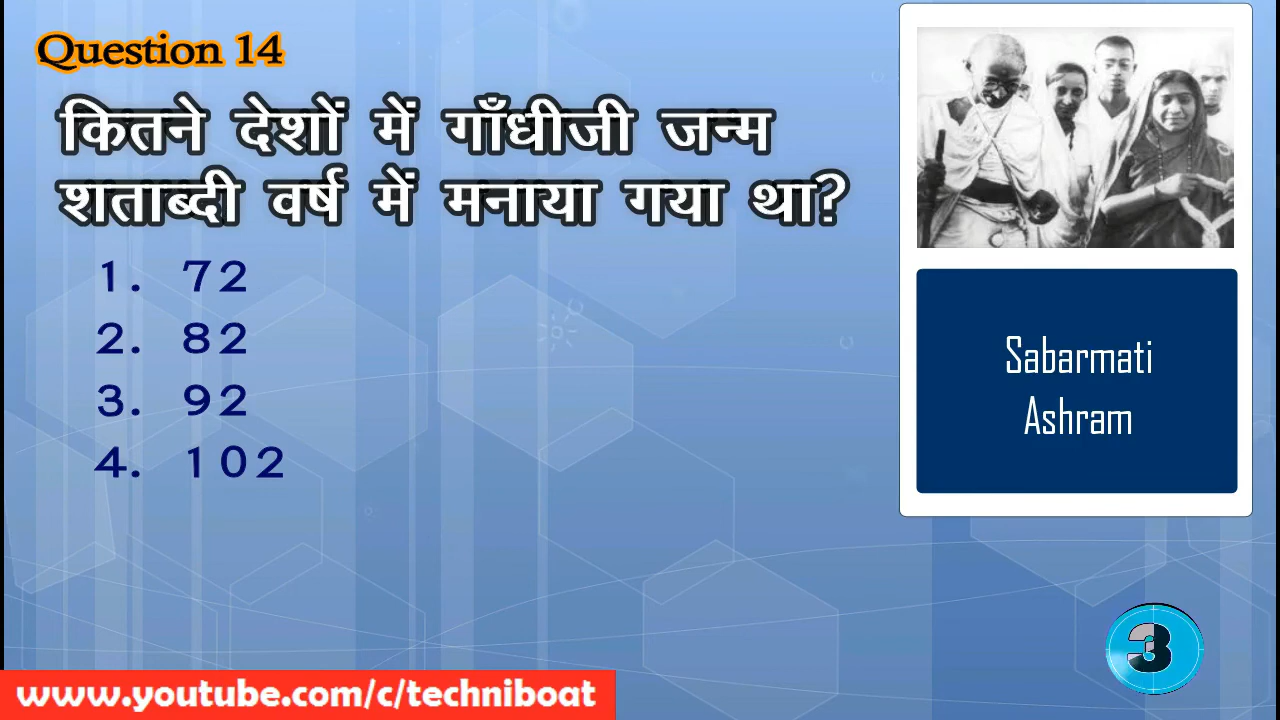 Question 14
कितने देशों में गाँधीजी जन्म
शताब्दी वर्ष में मनाया गया था?
1. 72
2. 82
3. 92
4. 102
Sabarmati
Ashram
3
www.youtube.com/c/techniboat